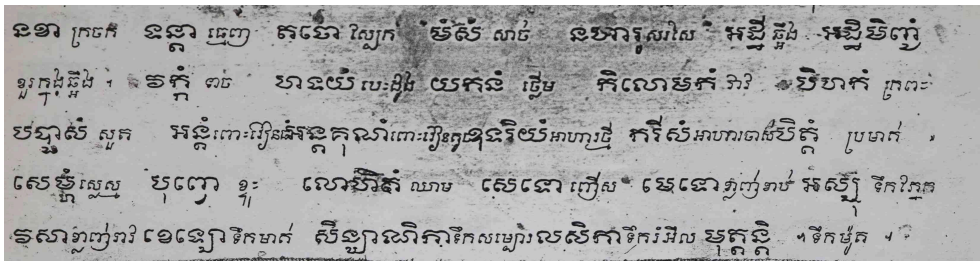 នខា ក្រចក ទន្តា ធ្មេញ តចោ ស្បែក មំសំ សាច់ នហារូ សរសៃ អដ្ឋី ឆ្អឹង អដ្ឋិមិញ្ជំ
ខួរក្នុងឆ្អឹង ។ វក្កំ ទាច ហទយំ បេះដូង យកនំ ថ្លើម កិលោមកំ វាវ បិហកំ ក្រពះ
បប្ផាសំ សួត អន្តំ ពោះវៀនធំ អន្តគុណំ ពោះវៀនតូច ឧទរិយំ អាហារថ្មី ករីសំ អាហារចាស់ បិត្តំ ប្រមាត់ ។
សេម្ហំ ស្លេស្ម បុព្វោ ខ្ទុះ លោហិតំ ឈាម សេទោ ញើស មេទោ ខ្លាញ់ខាប់ អស្សុ ទឹកភ្នែក
វសា ខ្លាញ់រាវ ខេឡោ ទឹកមាត់ សិង្ឃាណិកា ទឹកសម្បោរ លសិកា ទឹករំអិល មុត្តន្តិ ។ ទឹកម៉ូត ។